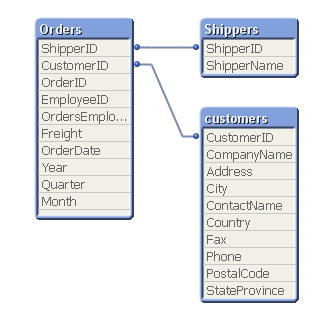 Orders
ShipperID
CustomerID
OrderID
EmployeeID
OrdersEmplo...
Freight
OrderDate
Year
Quarter
Month
Shippers
ShipperID
ShipperName
customers
CustomerID
CompanyName
Address
City
ContactName
Country
Fax
Phone
PostalCode
StateProvince